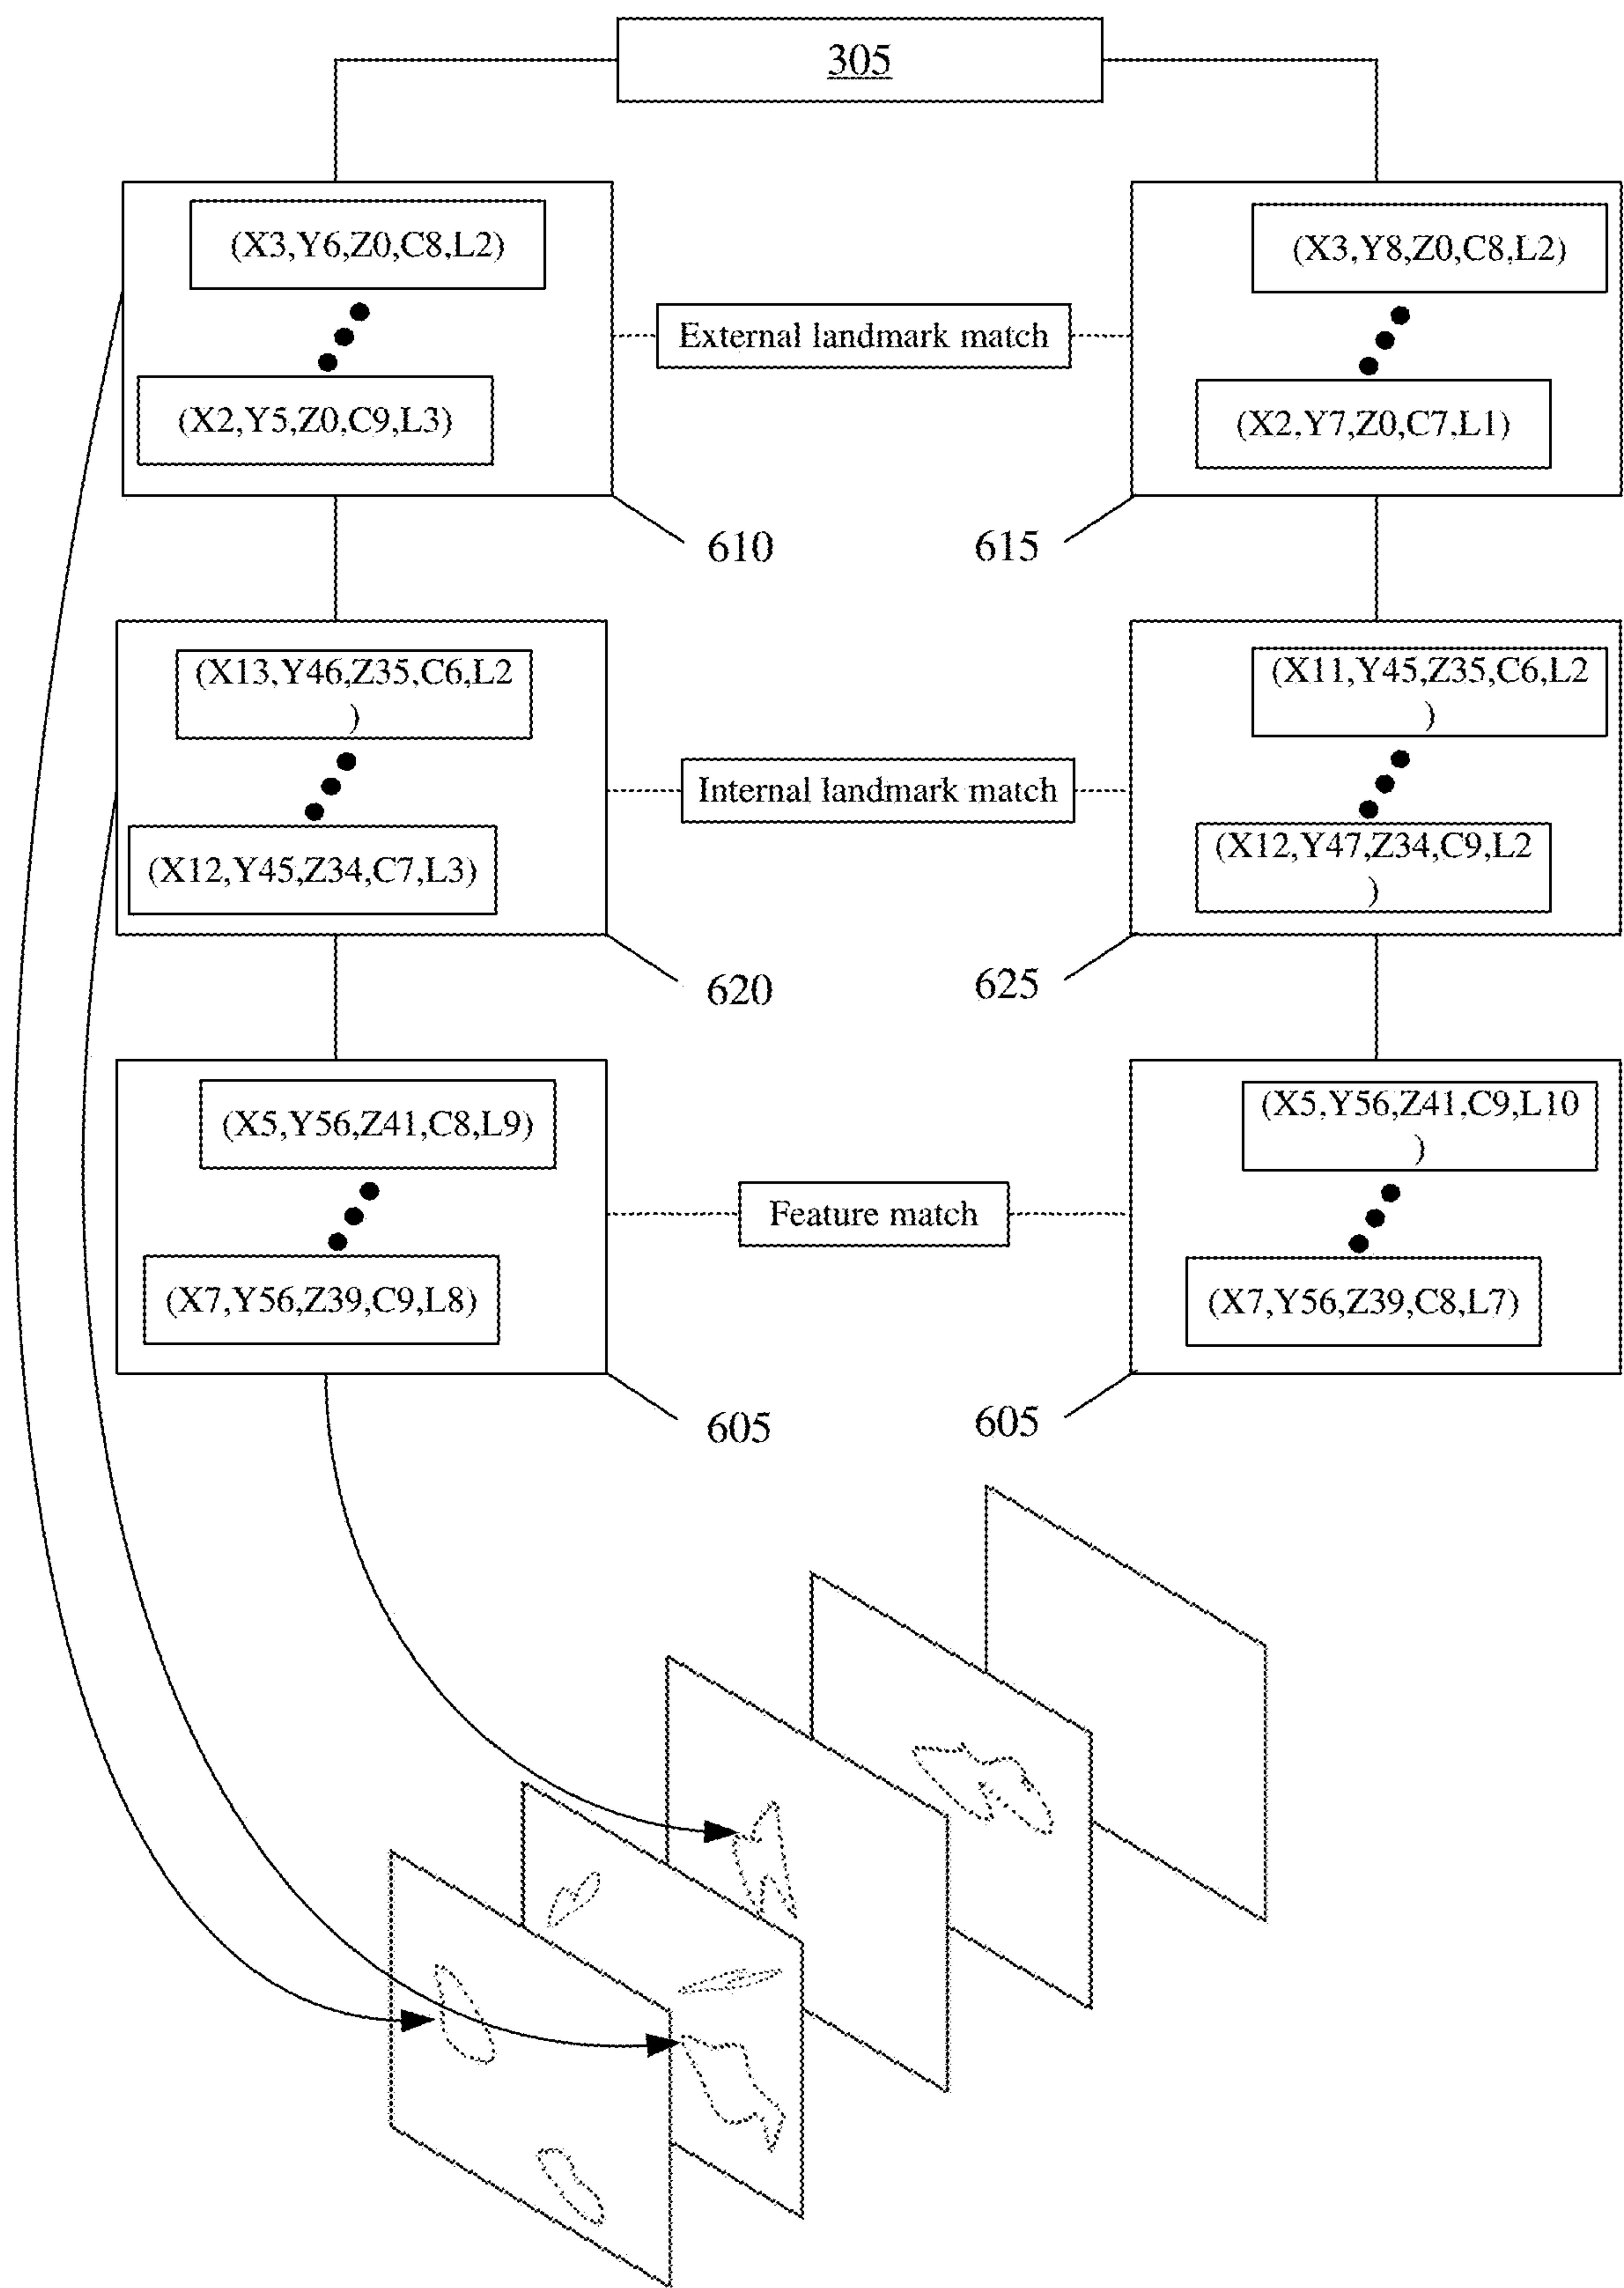 305
(X3,Y6,Z0,C8,L2)
(X3,Y8,Z0,C8,L2)
External landmark match
(X2,Y5,Z0,C9,L3)
(X2,Y7,Z0,C7,L1)
610
615
(X13,Y46,Z35,C6,L2
)
(X11,Y45,Z35,C6,L2
)
Internal landmark match
(X12,Y45,Z34,C7,L3)
(X12,Y47,Z34,C9,L2
)
620
625
(X5,Y56,Z41,C8,L9)
(X5,Y56,Z41,C9,L10
)
Feature match
(X7,Y56,Z39,C9,L8)
(X7,Y56,Z39,C8,L7)
605
605